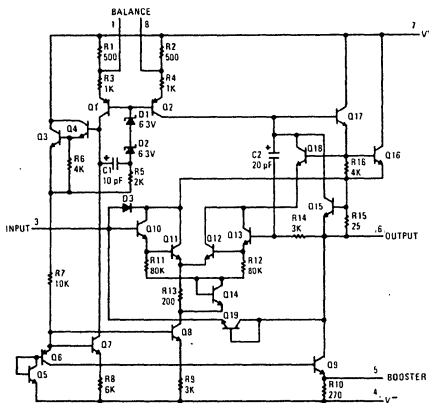 BALANCE
1 8
7 V+
R1
500
R2
500
R3
1K
R4
1K
Q1
Q2
D1
6.3V
D2
6.3V
Q3
Q4
R6
4K
C1
10 pF
R5
2K
C2
20 pF
Q17
Q18
R16
4K
Q16
Q15
R15
25
D3
INPUT 3
Q10
Q11
Q12
Q13
R14
3K
6 OUTPUT
R11
80K
R12
80K
R7
10K
R13
200
Q14
Q19
Q6
Q7
Q8
Q9
Q5
R8
6K
R9
3K
R10
270
5 BOOSTER
4 V−